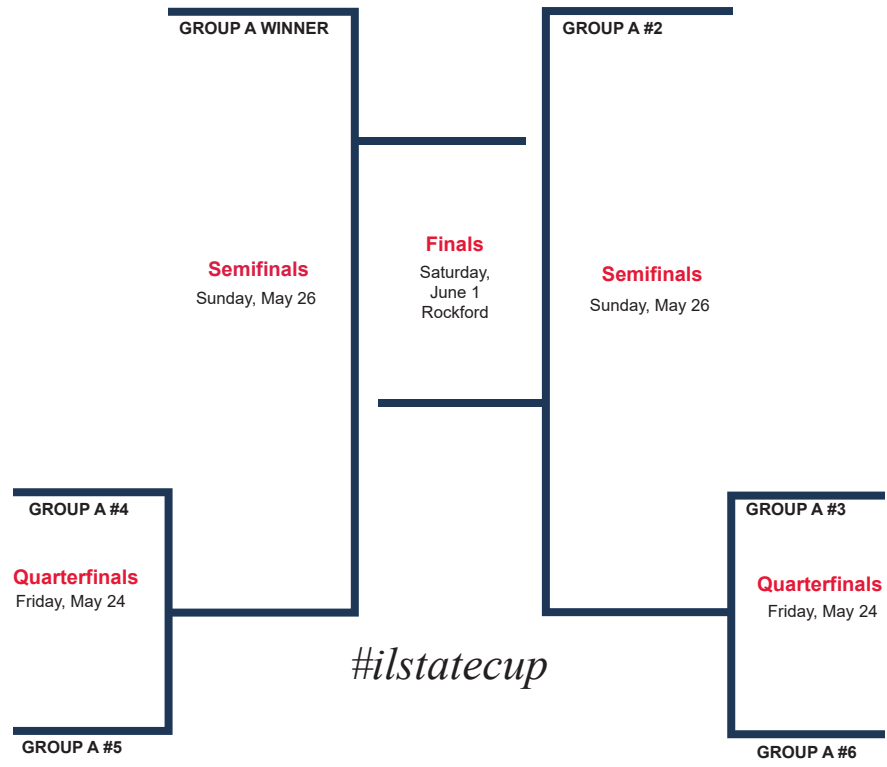 GROUP A WINNER
GROUP A #2
Finals
Saturday,
June 1
Rockford
Semifinals
Sunday, May 26
Semifinals
Sunday, May 26
GROUP A #4
Quarterfinals
Friday, May 24
GROUP A #5
GROUP A #3
Quarterfinals
Friday, May 24
GROUP A #6
#ilstatecup